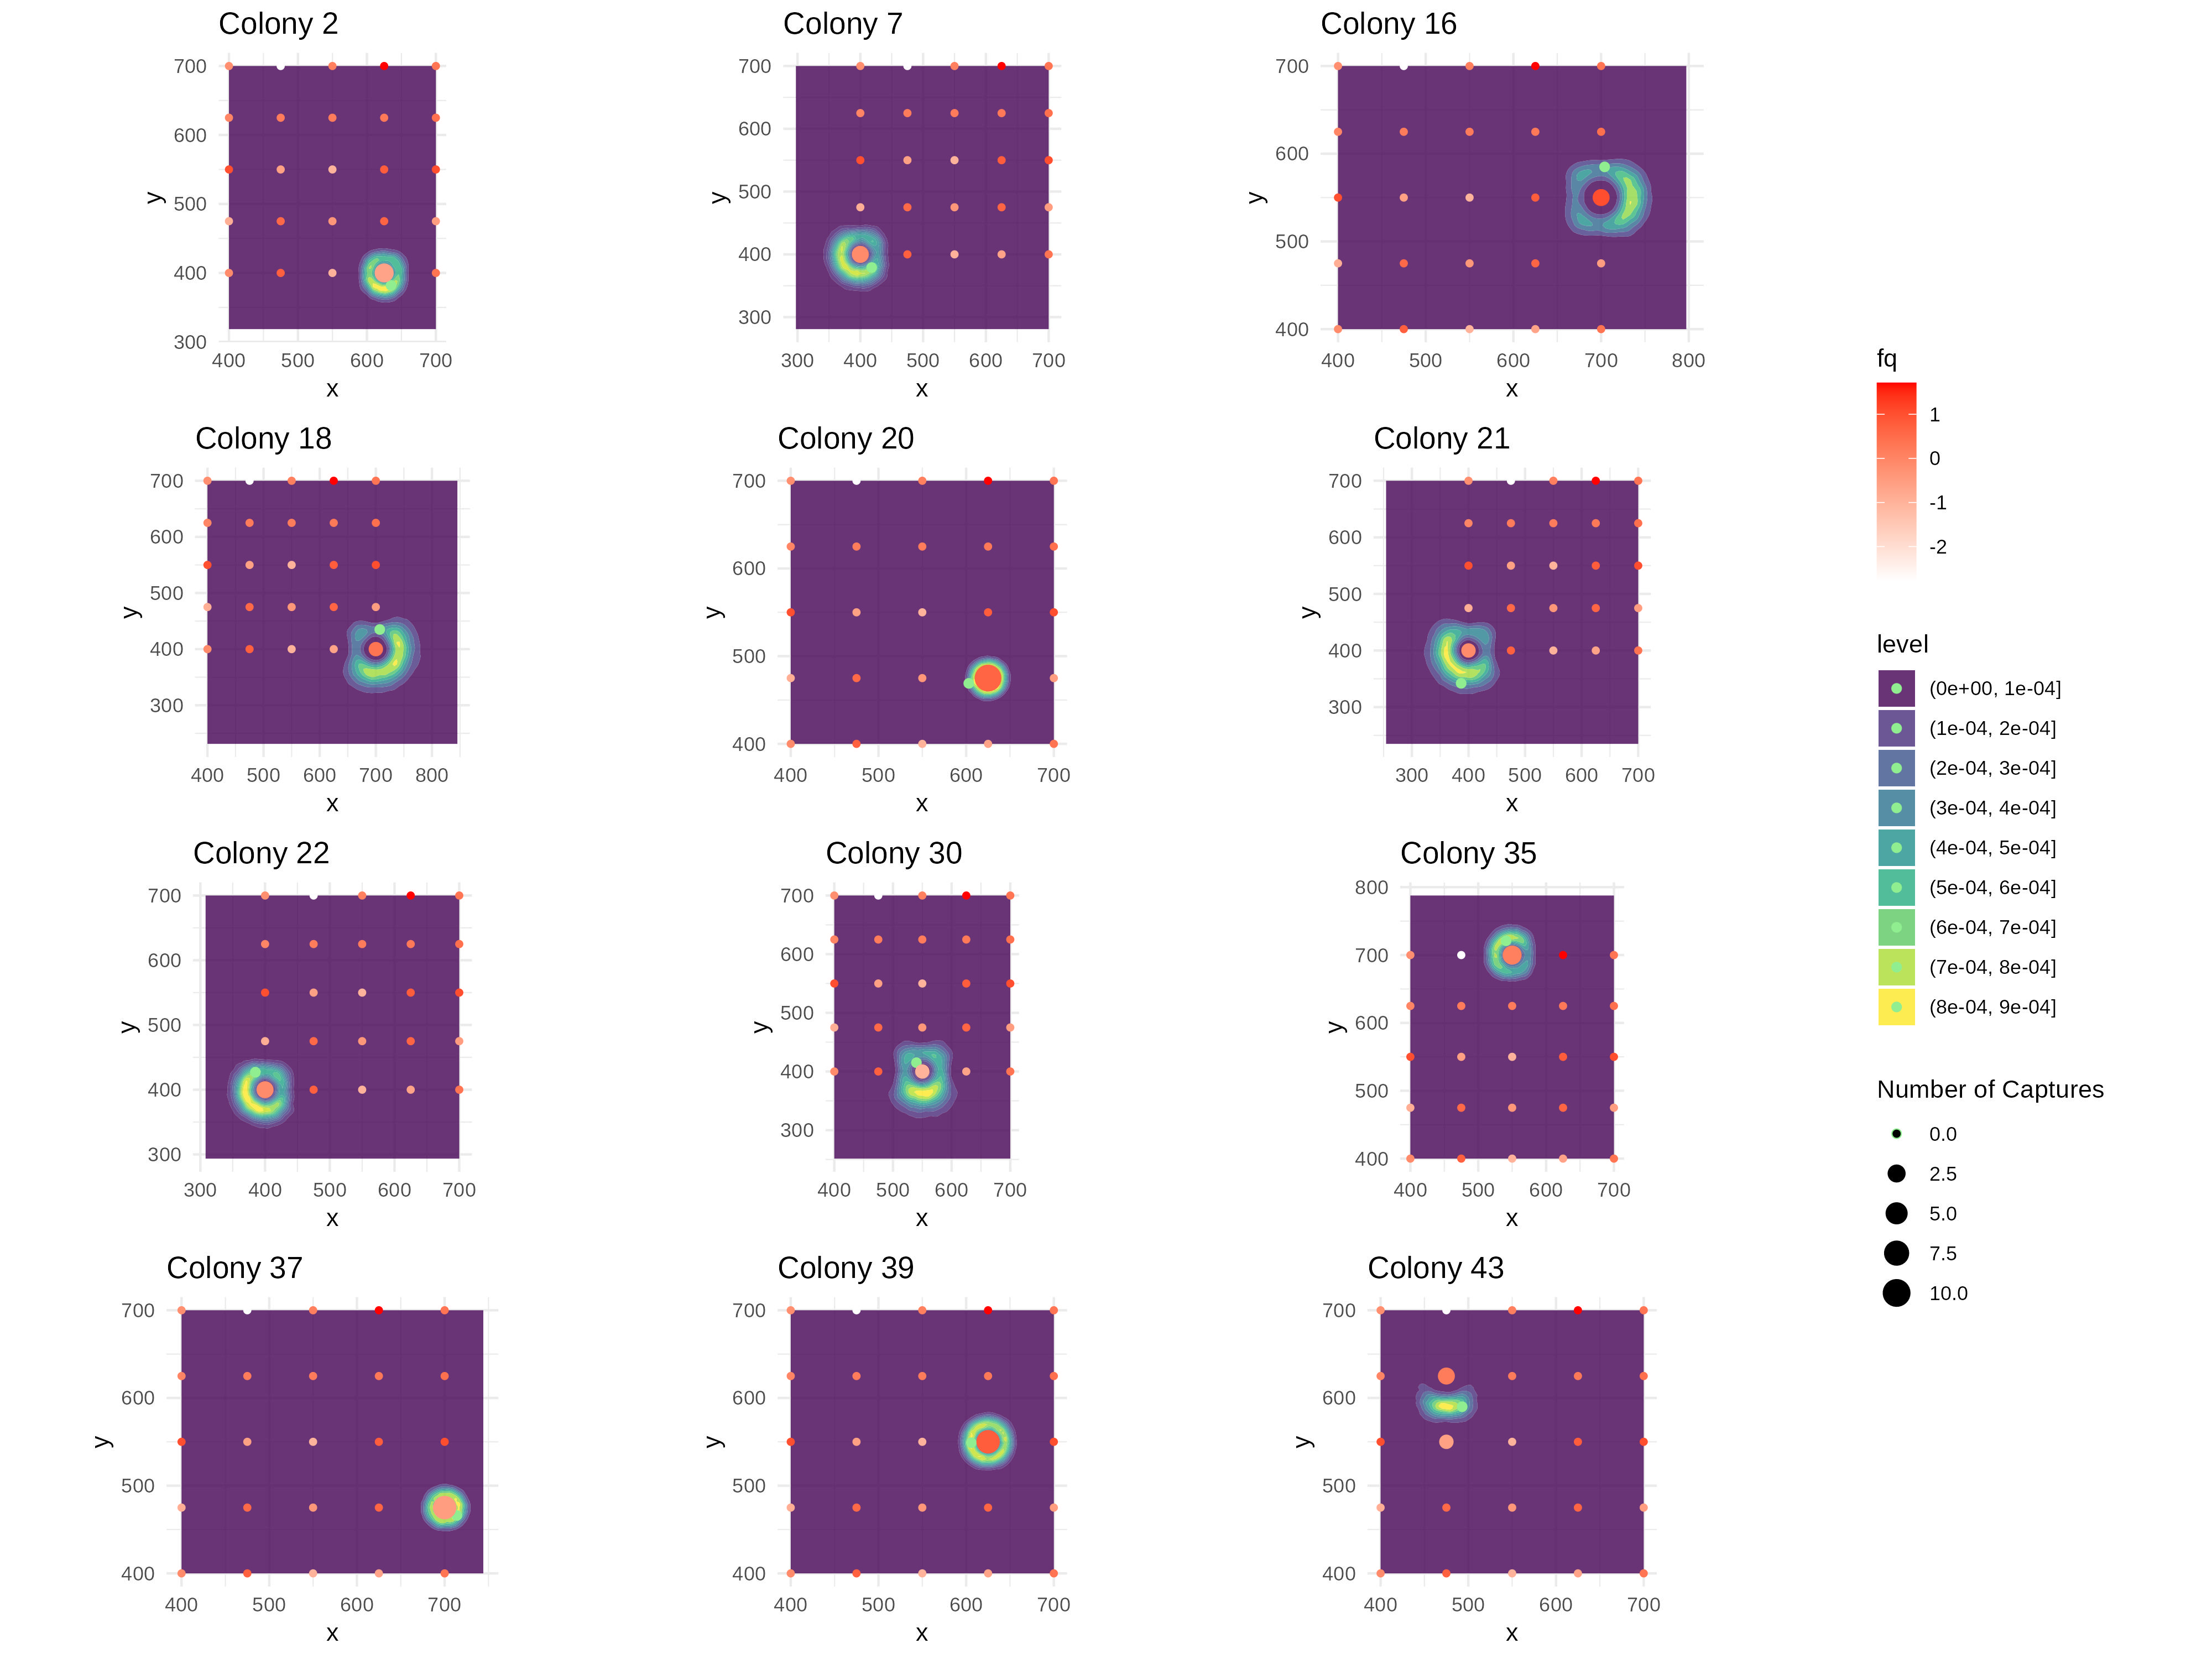 Colony 2
Colony 7
Colony 16
700
600
500
400
300
y
400 500 600 700
x
700
600
500
400
300
y
300 400 500 600 700
x
700
600
500
400
y
400 500 600 700 800
x
Colony 18
Colony 20
Colony 21
700
600
500
400
300
y
400 500 600 700 800
x
700
600
500
400
y
400 500 600 700
x
700
600
500
400
300
y
300 400 500 600 700
x
Colony 22
Colony 30
Colony 35
700
600
500
400
300
y
300 400 500 600 700
x
700
600
500
400
300
y
400 500 600 700
x
800
700
600
500
400
y
400 500 600 700
x
Colony 37
Colony 39
Colony 43
700
600
500
400
y
400 500 600 700
x
700
600
500
400
y
400 500 600 700
x
700
600
500
400
y
400 500 600 700
x
fq
1
0
-1
-2
level
(0e+00, 1e-04]
(1e-04, 2e-04]
(2e-04, 3e-04]
(3e-04, 4e-04]
(4e-04, 5e-04]
(5e-04, 6e-04]
(6e-04, 7e-04]
(7e-04, 8e-04]
(8e-04, 9e-04]
Number of Captures
0.0
2.5
5.0
7.5
10.0